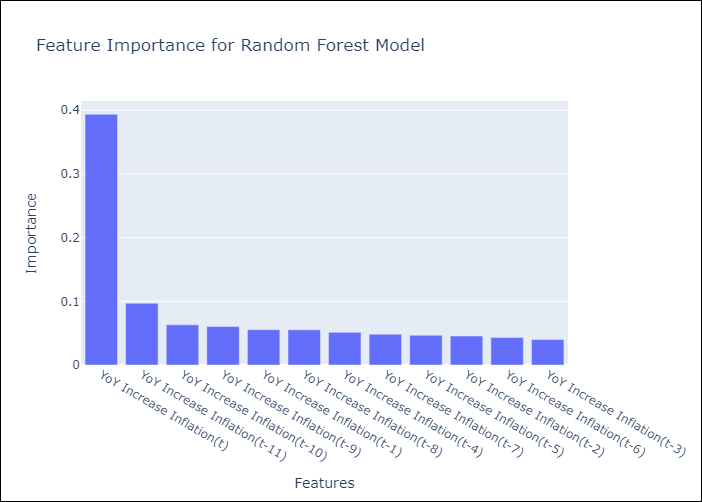 Feature Importance for Random Forest Model
Importance
0.4
0.3
0.2
0.1
0
YoY Increase Inflation(t)
YoY Increase Inflation(t-11)
YoY Increase Inflation(t-10)
YoY Increase Inflation(t-9)
YoY Increase Inflation(t-1)
YoY Increase Inflation(t-8)
YoY Increase Inflation(t-4)
YoY Increase Inflation(t-7)
YoY Increase Inflation(t-5)
YoY Increase Inflation(t-2)
YoY Increase Inflation(t-6)
YoY Increase Inflation(t-3)
Features